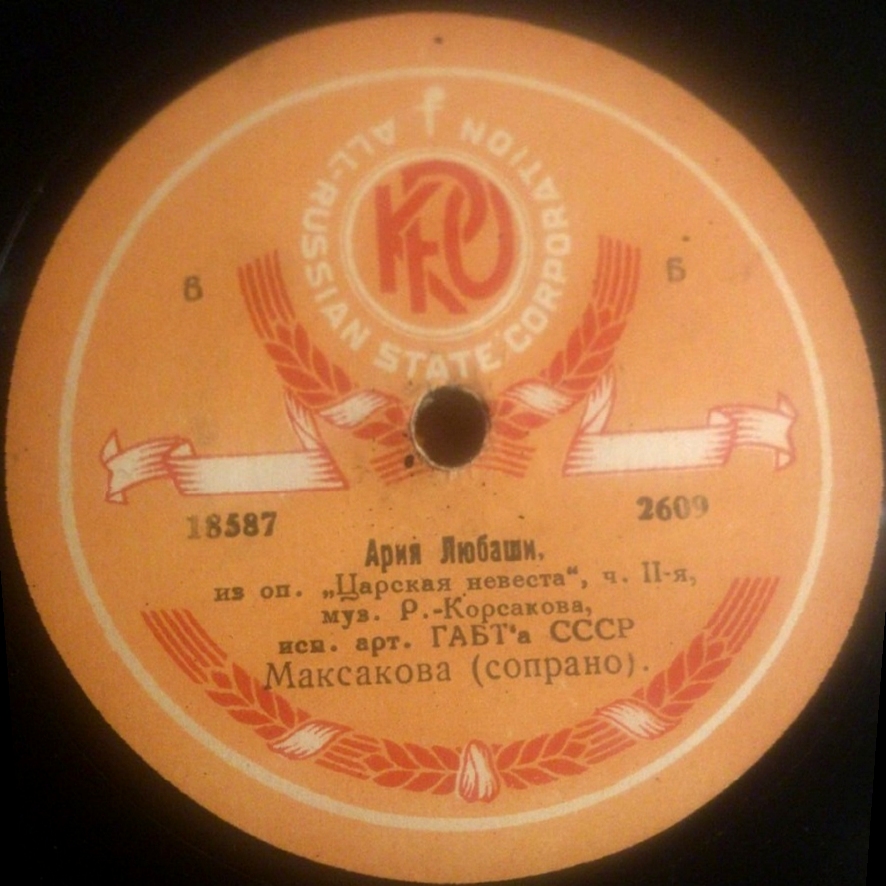 ALL-RUSSIAN STATE CORPORATION
6 Б
18587 2609
Ария Любаши,
из оп. „Царская невеста“, ч. II-я,
муз. Р.-Корсакова,
исп. арт. ГАБТ'а СССР
Максакова (сопрано).